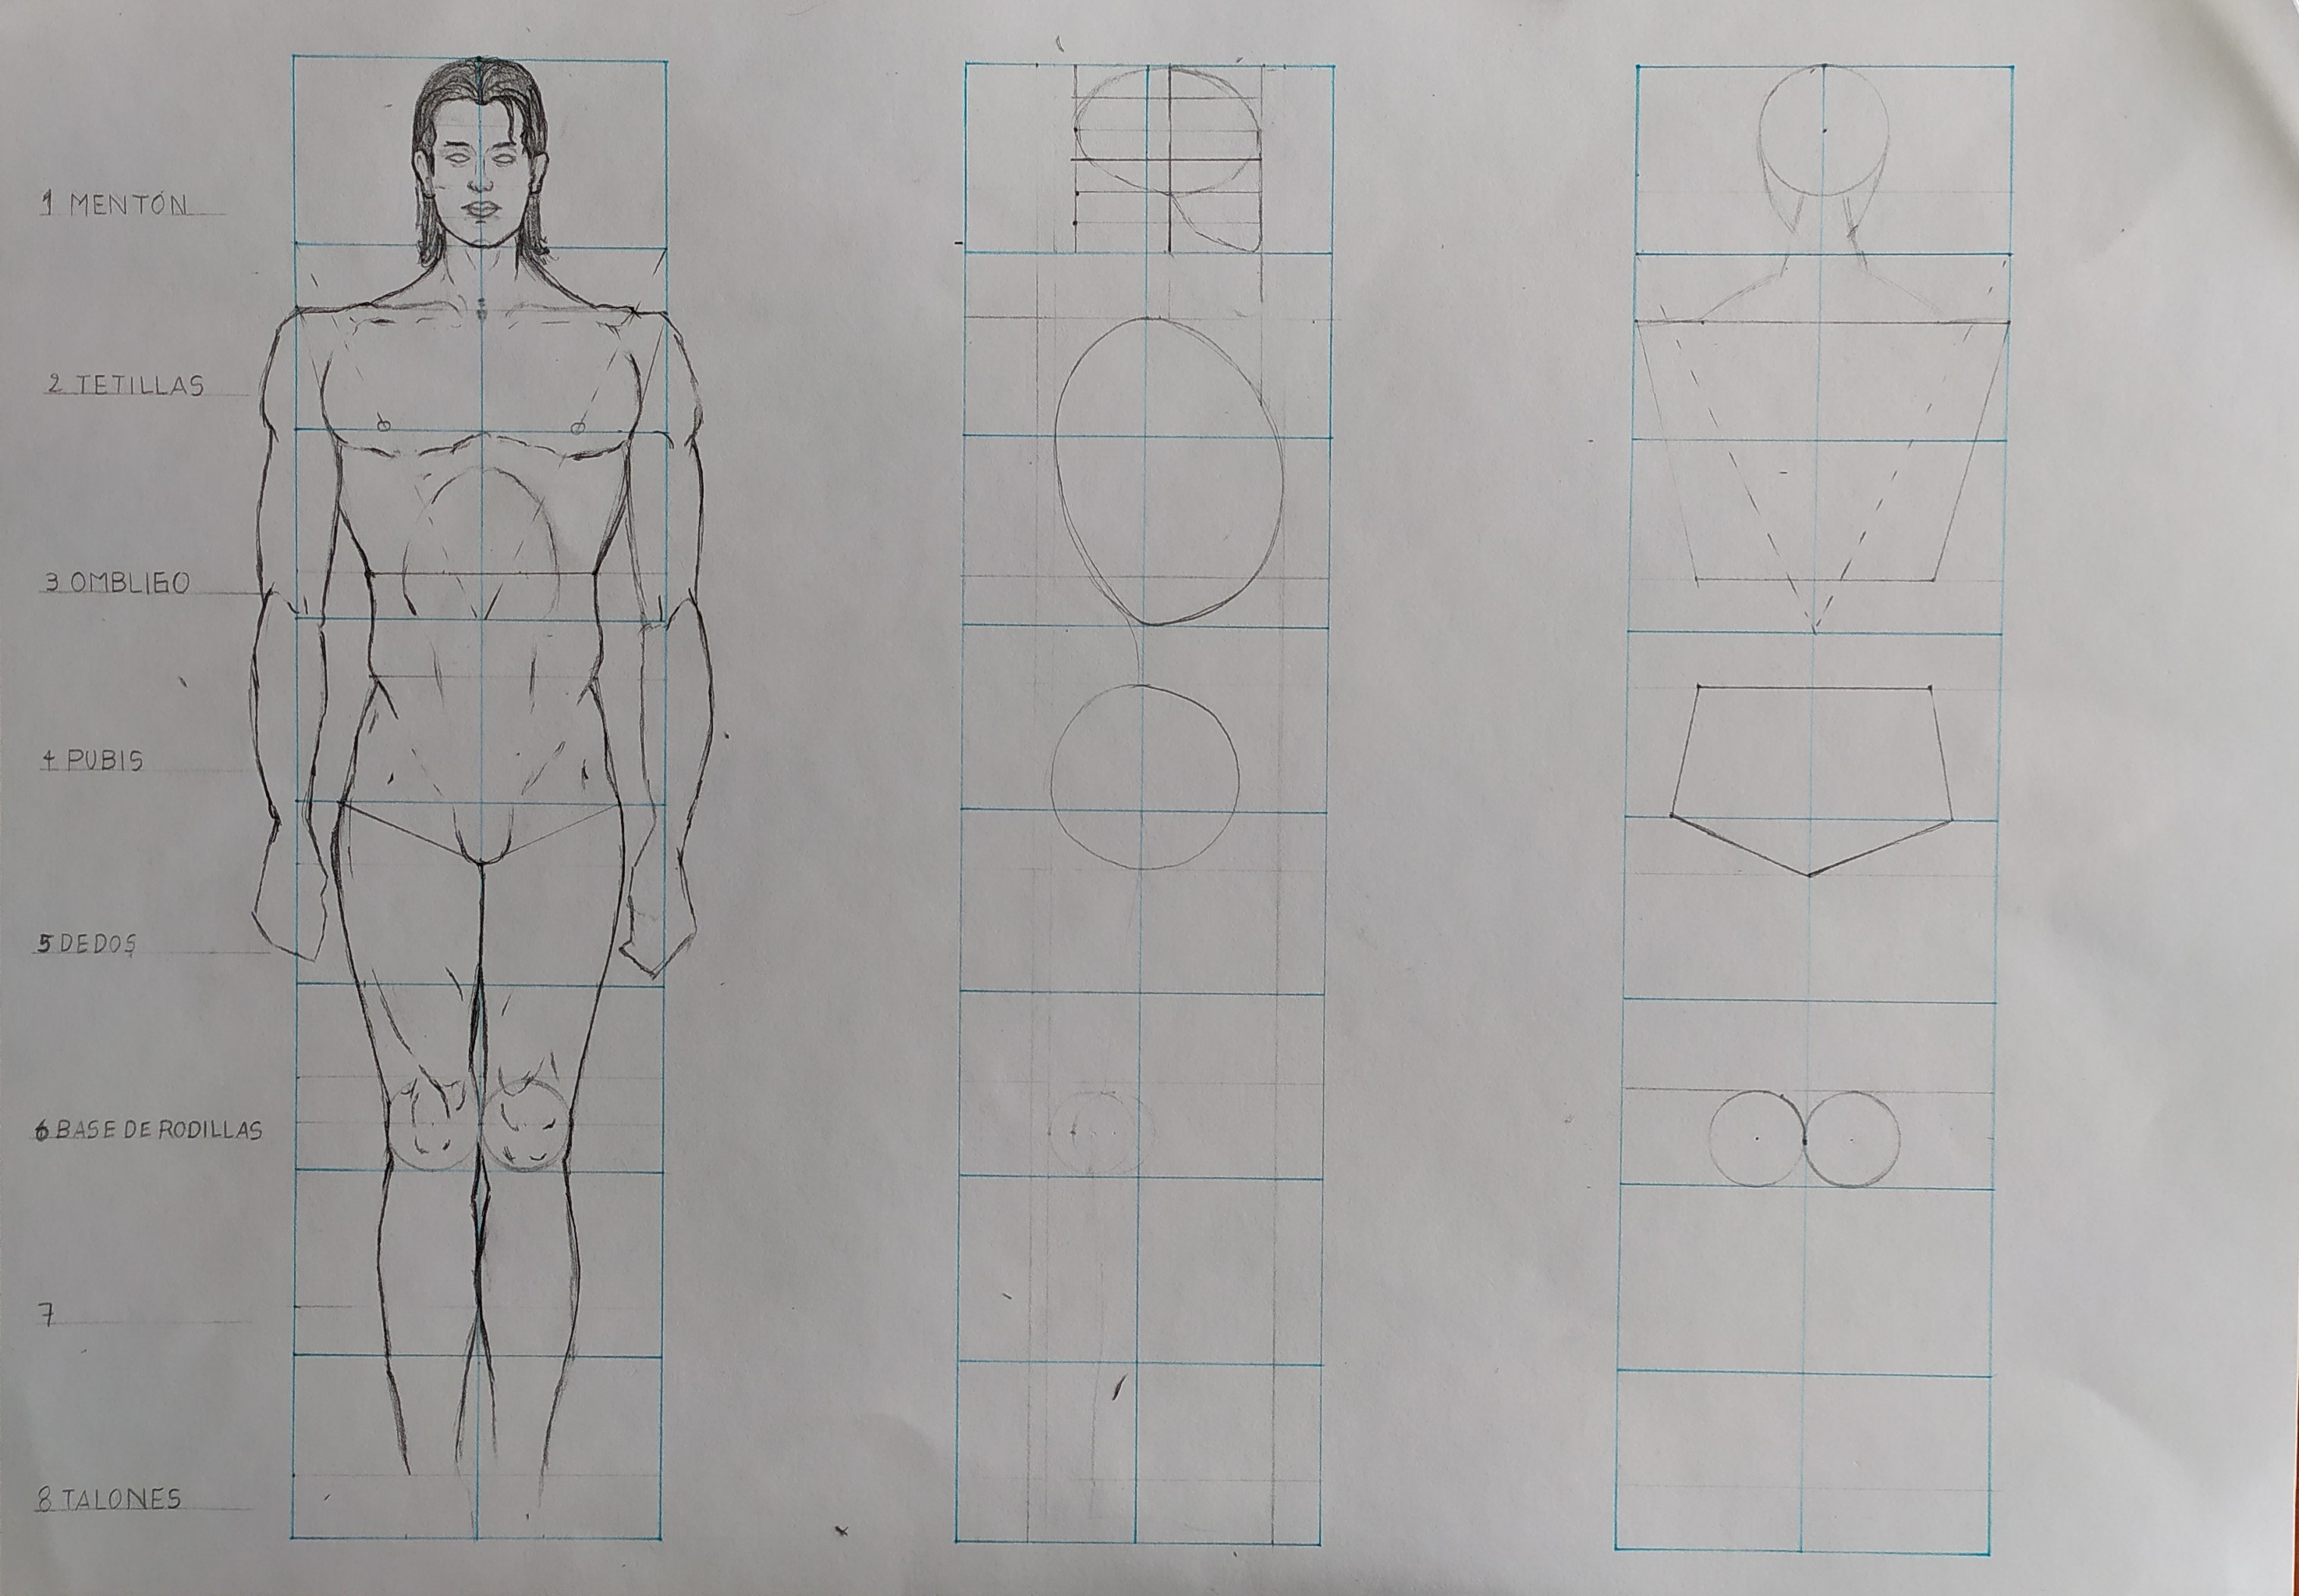 1 MENTÓN
2 TETILLAS
3 OMBLIGO
4 PUBIS
5 DEDOS
6 BASE DE RODILLAS
7
8 TALONES